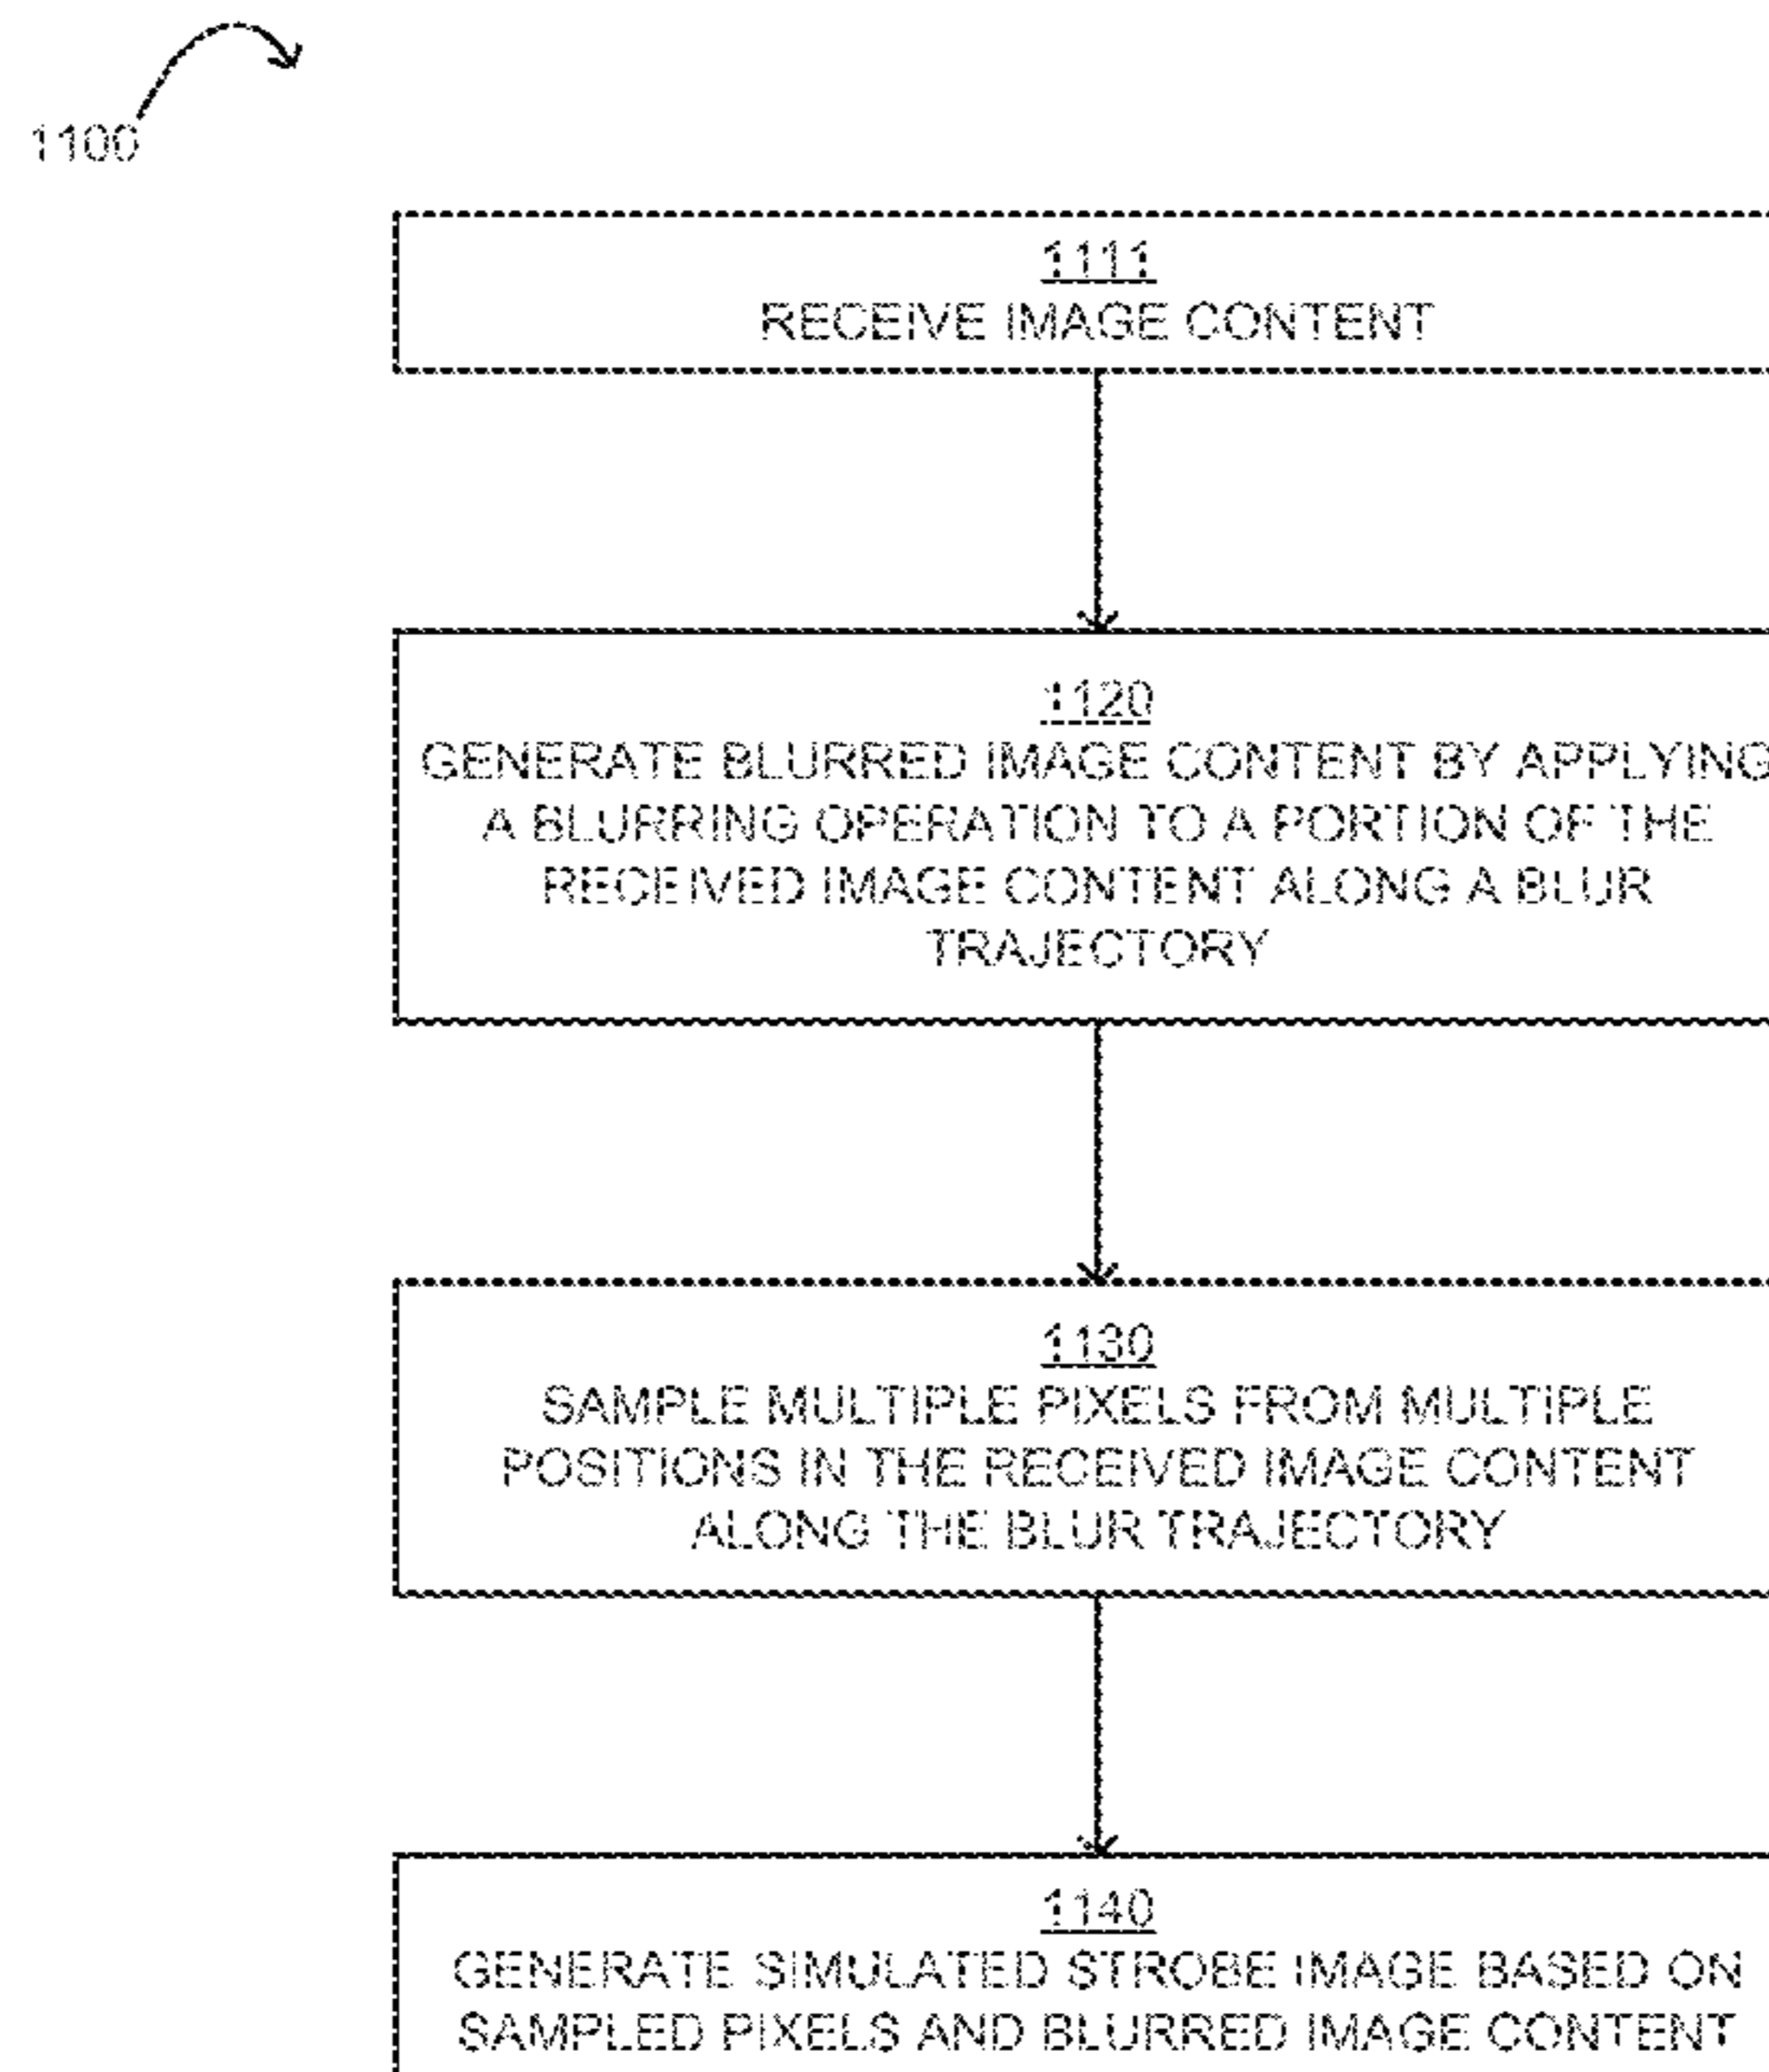 1100
1111
RECEIVE IMAGE CONTENT
1120
GENERATE BLURRED IMAGE CONTENT BY APPLYING
A BLURRING OPERATION TO A PORTION OF THE
RECEIVED IMAGE CONTENT ALONG A BLUR
TRAJECTORY
1130
SAMPLE MULTIPLE PIXELS FROM MULTIPLE
POSITIONS IN THE RECEIVED IMAGE CONTENT
ALONG THE BLUR TRAJECTORY
1140
GENERATE SIMULATED STROBE IMAGE BASED ON
SAMPLED PIXELS AND BLURRED IMAGE CONTENT